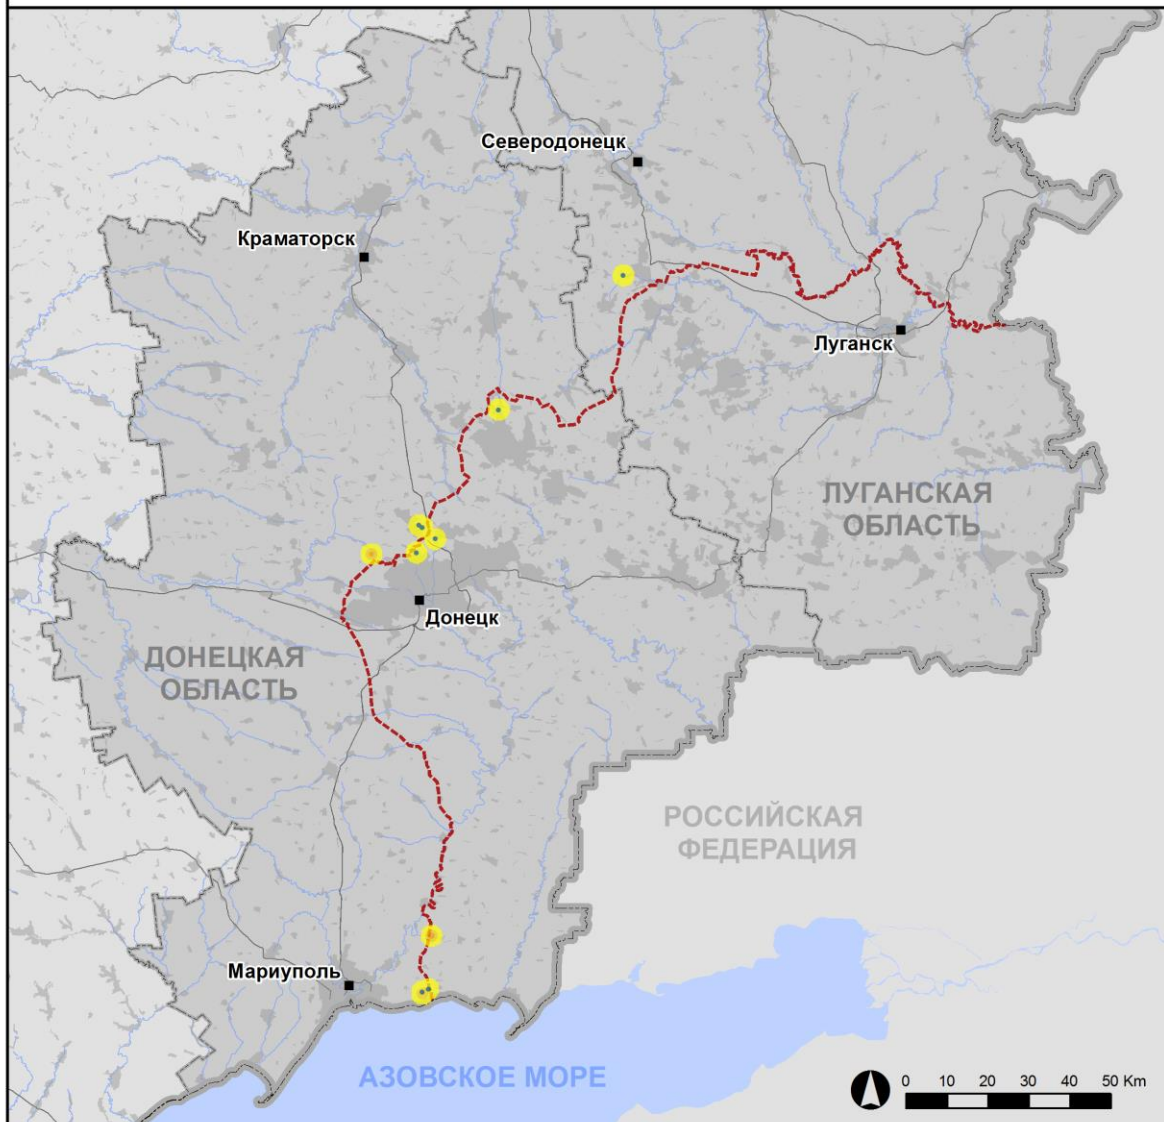 Северодонецк
Краматорск
Луганск
ЛУГАНСКАЯ
ОБЛАСТЬ
Донецк
ДОНЕЦКАЯ
ОБЛАСТЬ
РОССИЙСКАЯ
ФЕДЕРАЦИЯ
Мариуполь
АЗОВСКОЕ МОРЕ
0 10 20 30 40 50 Km